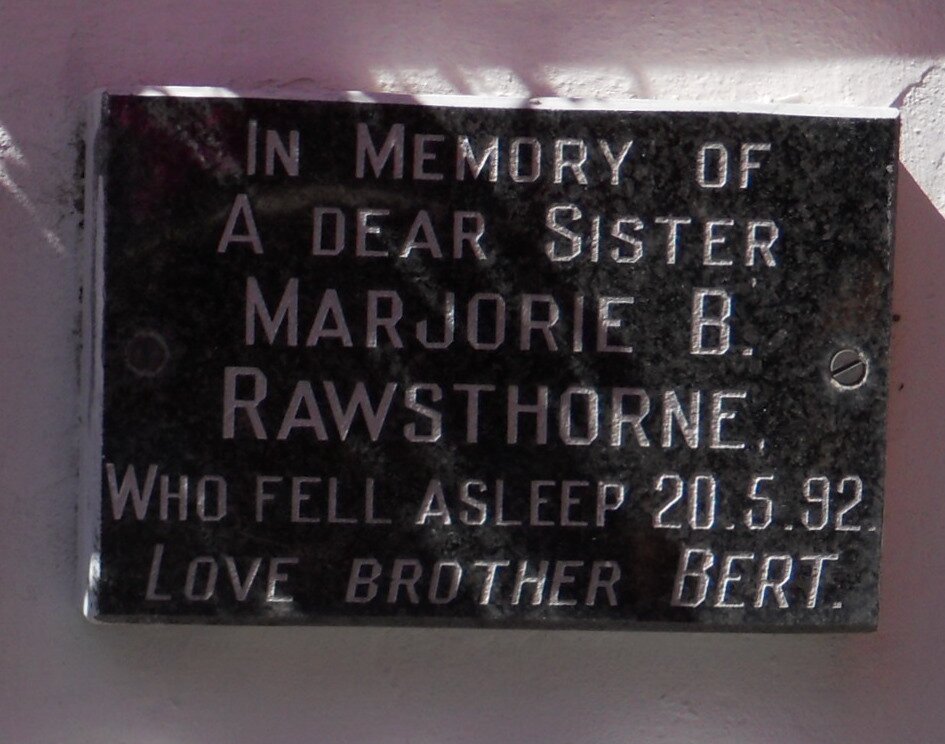 IN MEMORY OF
A DEAR SISTER
MARJORIE B.
RAWSTHORNE.
WHO FELL ASLEEP 20.5.92.
LOVE BROTHER BERT.